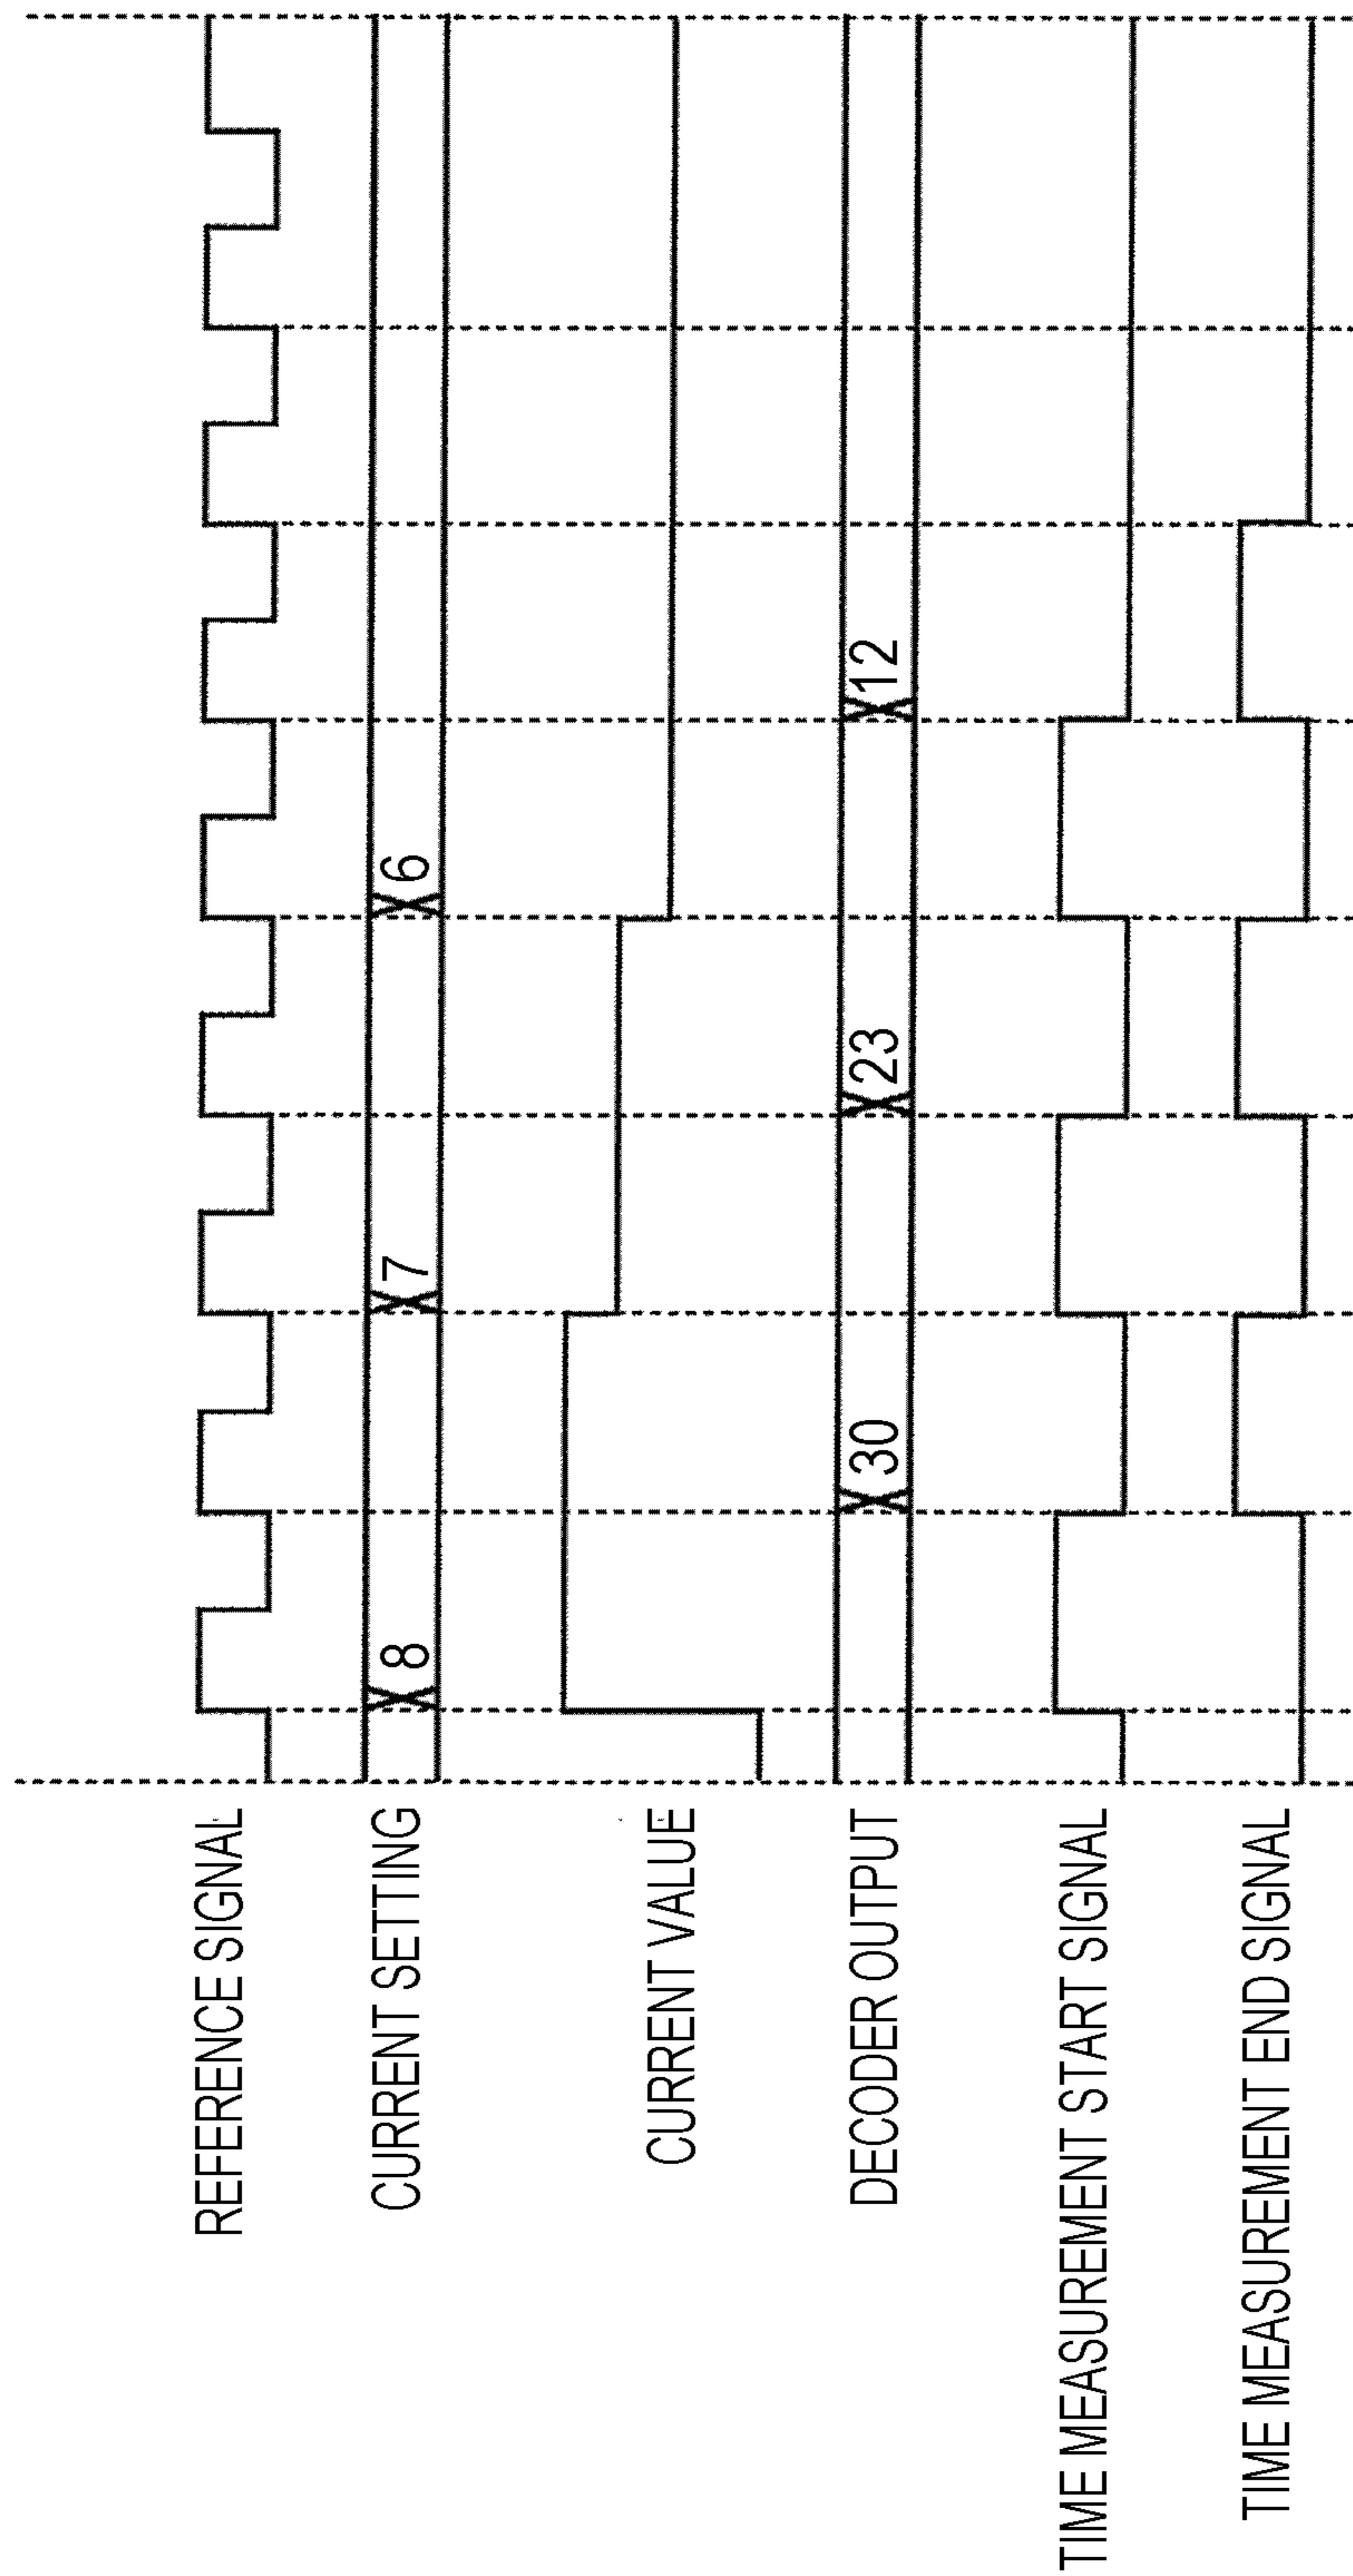 REFERENCE SIGNAL
CURRENT SETTING
8
7
6
CURRENT VALUE
DECODER OUTPUT
30
23
12
TIME MEASUREMENT START SIGNAL
TIME MEASUREMENT END SIGNAL